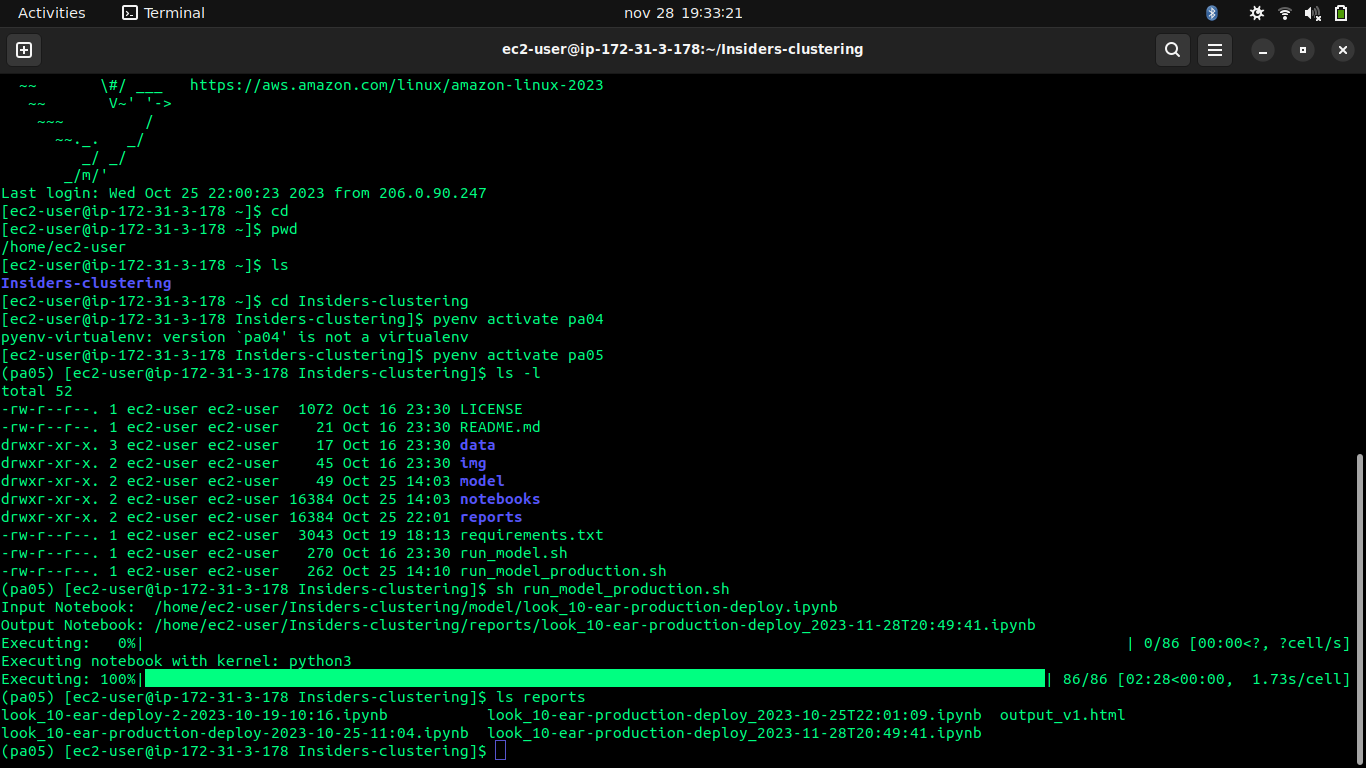 Activities Terminal nov 28 19:33:21
ec2-user@ip-172-31-3-178:~/Insiders-clustering
~~       \#/ ___   https://aws.amazon.com/linux/amazon-linux-2023
~~       V~' '->
~~~         /
~~._.   _/
_/ _/
_/m/'
Last login: Wed Oct 25 22:00:23 2023 from 206.0.90.247
[ec2-user@ip-172-31-3-178 ~]$ cd
[ec2-user@ip-172-31-3-178 ~]$ pwd
/home/ec2-user
[ec2-user@ip-172-31-3-178 ~]$ ls
Insiders-clustering
[ec2-user@ip-172-31-3-178 ~]$ cd Insiders-clustering
[ec2-user@ip-172-31-3-178 Insiders-clustering]$ pyenv activate pa04
pyenv-virtualenv: version `pa04' is not a virtualenv
[ec2-user@ip-172-31-3-178 Insiders-clustering]$ pyenv activate pa05
(pa05) [ec2-user@ip-172-31-3-178 Insiders-clustering]$ ls -l
total 52
-rw-r--r--. 1 ec2-user ec2-user  1072 Oct 16 23:30 LICENSE
-rw-r--r--. 1 ec2-user ec2-user    21 Oct 16 23:30 README.md
drwxr-xr-x. 3 ec2-user ec2-user    17 Oct 16 23:30 data
drwxr-xr-x. 2 ec2-user ec2-user    45 Oct 16 23:30 img
drwxr-xr-x. 2 ec2-user ec2-user    49 Oct 25 14:03 model
drwxr-xr-x. 2 ec2-user ec2-user 16384 Oct 25 14:03 notebooks
drwxr-xr-x. 2 ec2-user ec2-user 16384 Oct 25 22:01 reports
-rw-r--r--. 1 ec2-user ec2-user  3043 Oct 19 18:13 requirements.txt
-rw-r--r--. 1 ec2-user ec2-user   270 Oct 16 23:30 run_model.sh
-rw-r--r--. 1 ec2-user ec2-user   262 Oct 25 14:10 run_model_production.sh
(pa05) [ec2-user@ip-172-31-3-178 Insiders-clustering]$ sh run_model_production.sh
Input Notebook:  /home/ec2-user/Insiders-clustering/model/look_10-ear-production-deploy.ipynb
Output Notebook: /home/ec2-user/Insiders-clustering/reports/look_10-ear-production-deploy_2023-11-28T20:49:41.ipynb
Executing:   0%| | 0/86 [00:00<?, ?cell/s]
Executing notebook with kernel: python3
Executing: 100%| | 86/86 [02:28<00:00,  1.73s/cell]
(pa05) [ec2-user@ip-172-31-3-178 Insiders-clustering]$ ls reports
look_10-ear-deploy-2-2023-10-19-10:16.ipynb look_10-ear-production-deploy_2023-10-25T22:01:09.ipynb output_v1.html
look_10-ear-production-deploy-2023-10-25-11:04.ipynb look_10-ear-production-deploy_2023-11-28T20:49:41.ipynb
(pa05) [ec2-user@ip-172-31-3-178 Insiders-clustering]$